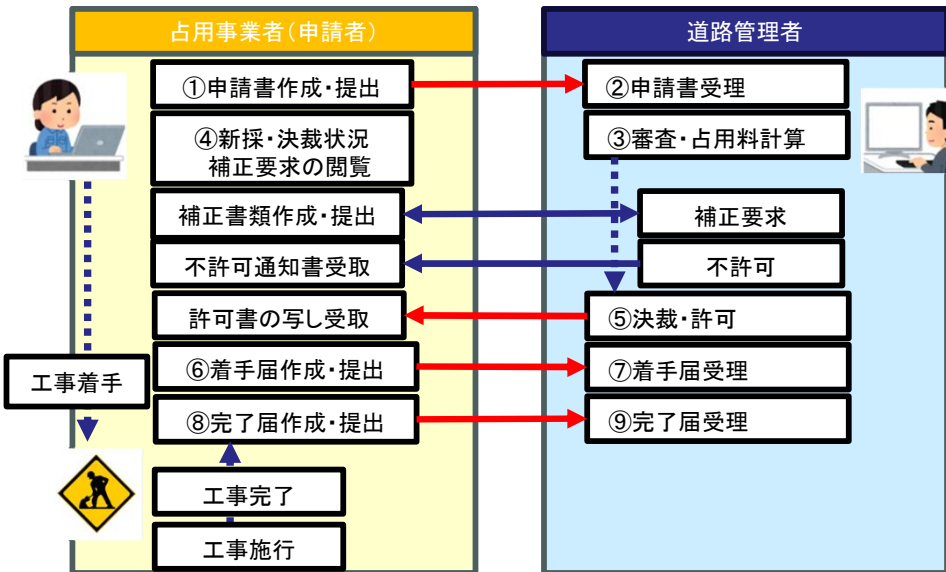 占用事業者(申請者)
道路管理者
①申請書作成・提出
②申請書受理
④新採・決裁状況
補正要求の閲覧
③審査・占用料計算
補正書類作成・提出
補正要求
不許可通知書受取
不許可
許可書の写し受取
⑤決裁・許可
工事着手
⑥着手届作成・提出
⑦着手届受理
⑧完了届作成・提出
⑨完了届受理
工事完了
工事施行